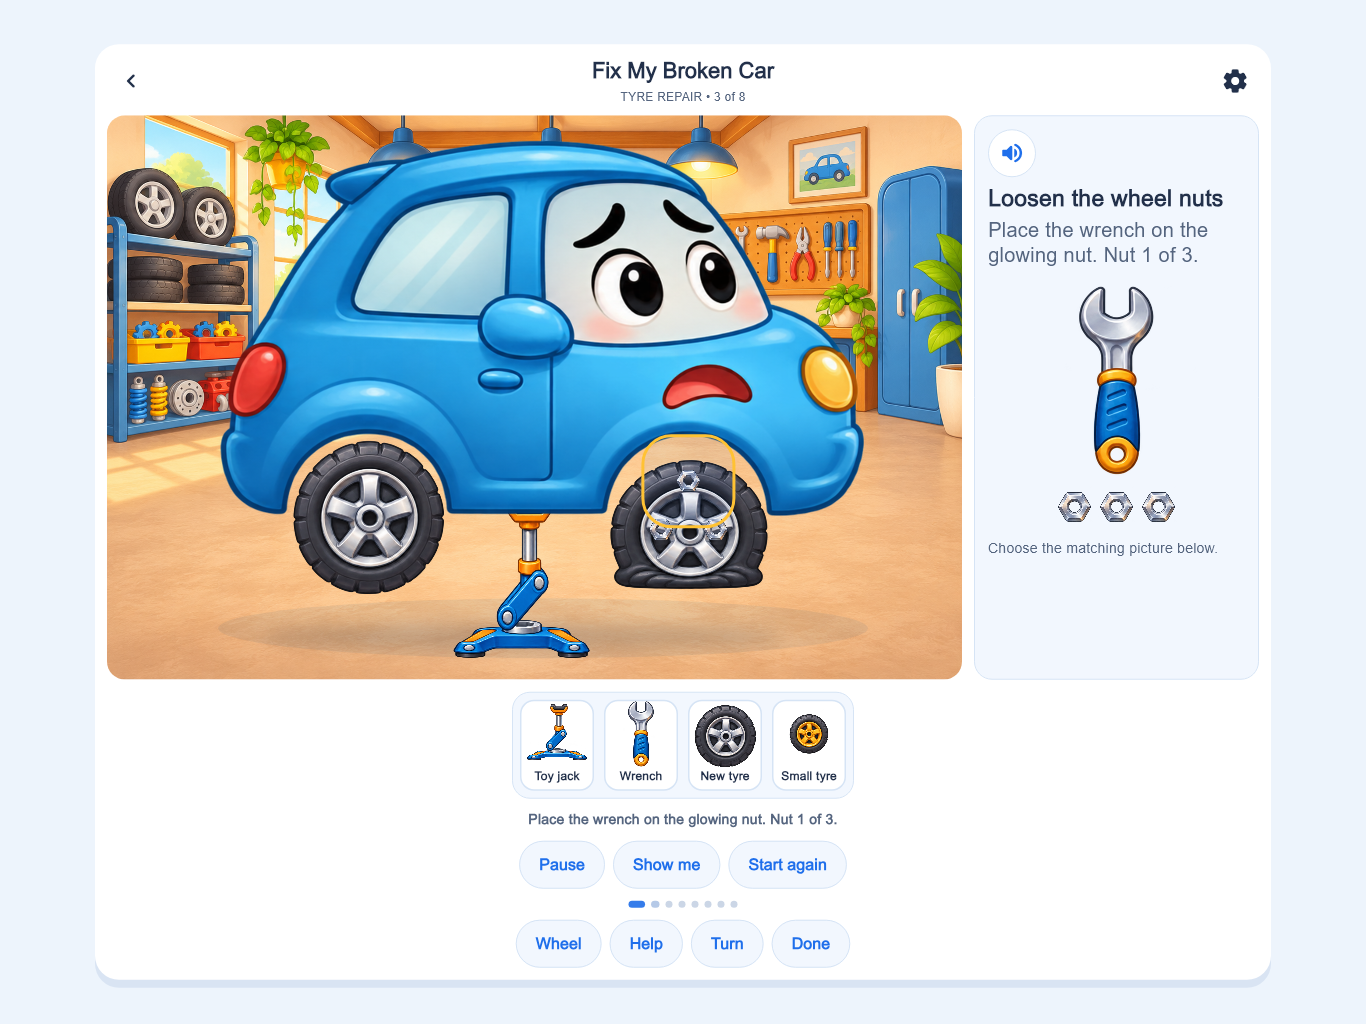 Fix My Broken Car
TYRE REPAIR • 3 of 8
Loosen the wheel nuts
Place the wrench on the
glowing nut. Nut 1 of 3.
Choose the matching picture below.
Toy jack
Wrench
New tyre
Small tyre
Place the wrench on the glowing nut. Nut 1 of 3.
Pause
Show me
Start again
Wheel
Help
Turn
Done